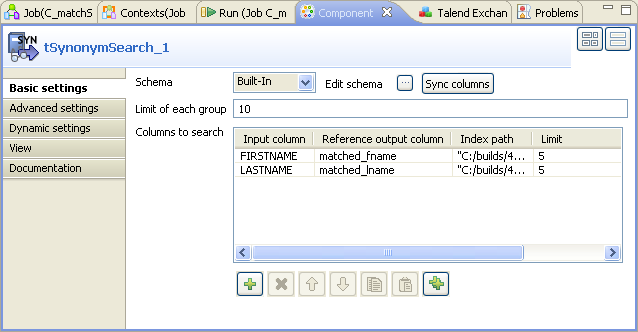 Job(C_matchS Contexts(Job Run (Job C_m Component Talend Exchan Problems
SYN tSynonymSearch_1
Basic settings
Advanced settings
Dynamic settings
View
Documentation
Schema Built-In Edit schema ... Sync columns
Limit of each group 10
Columns to search
Input column Reference output column Index path Limit
FIRSTNAME matched_fname "C:/builds/4... 5
LASTNAME matched_lname "C:/builds/4... 5